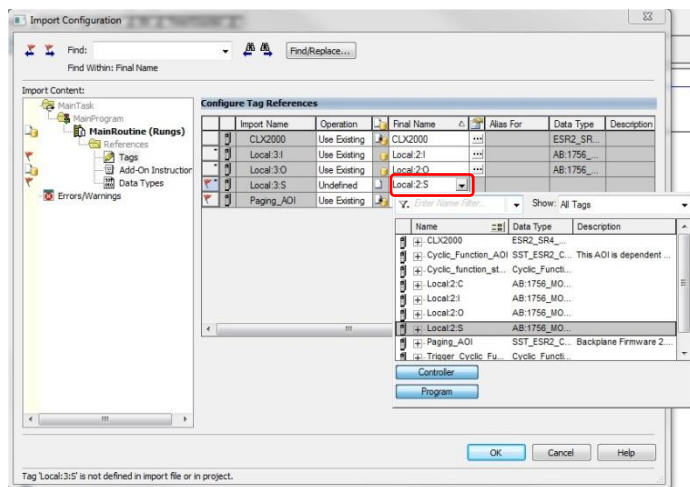 Import Configuration
Find:
Find/Replace...
Find Within: Final Name
Import Content:
MainTask
MainProgram
MainRoutine (Rungs)
References
Tags
Add-On Instruction
Data Types
Errors/Warnings
Configure Tag References
Import Name Operation Final Name Alias For Data Type Description
CLX2000 Use Existing CLX2000 ... ESR2_SR...
Local:3:I Use Existing Local:2:I ... AB:1756_...
Local:3:O Use Existing Local:2:O ... AB:1756_...
Local:3:S Undefined Local:2:S
Paging_AOI Use Existing
Enter Name Filter... Show: All Tags
Name Data Type Description
CLX2000 ESR2_SR4_...
Cyclic_Function_AOI SST_ESR2_C... This AOI is dependent ...
Cyclic_function_st... Cyclic_Functi...
Local:2:C AB:1756_MO...
Local:2:I AB:1756_MO...
Local:2:O AB:1756_MO...
Local:2:S AB:1756_MO...
Paging_AOI SST_ESR2_C... Backplane Firmware 2....
Trigger_Cyclic_Fu... Cyclic_Functi...
Controller
Program
OK Cancel Help
Tag 'Local:3:S' is not defined in import file or in project.